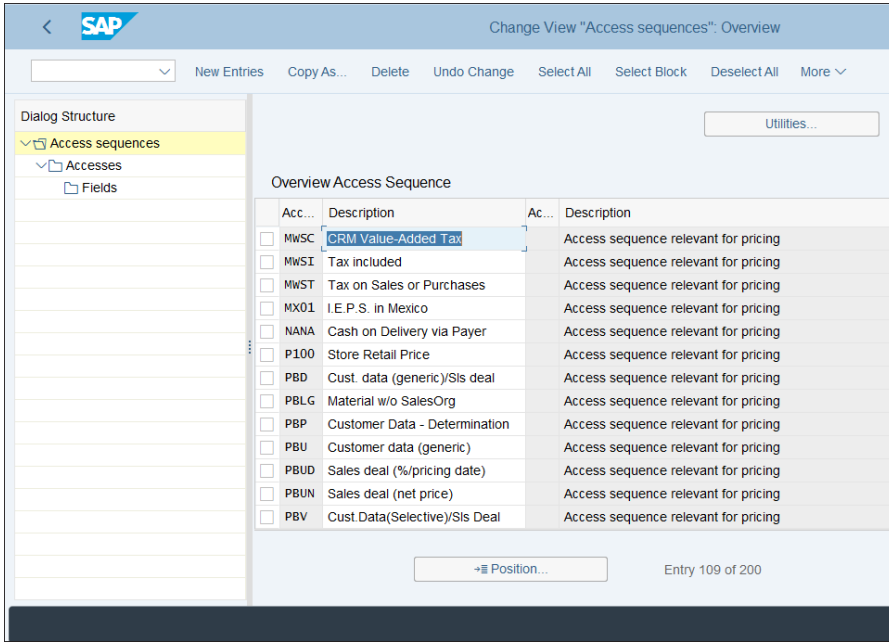 SAP
Change View "Access sequences": Overview
New Entries Copy As... Delete Undo Change Select All Select Block Deselect All More
Dialog Structure
Access sequences
Accesses
Fields
Utilities...
Overview Access Sequence
Acc... Description Ac... Description
MWSC CRM Value-Added Tax Access sequence relevant for pricing
MWSI Tax included Access sequence relevant for pricing
MWST Tax on Sales or Purchases Access sequence relevant for pricing
MX01 I.E.P.S. in Mexico Access sequence relevant for pricing
NANA Cash on Delivery via Payer Access sequence relevant for pricing
P100 Store Retail Price Access sequence relevant for pricing
PBD Cust. data (generic)/Sls deal Access sequence relevant for pricing
PBLG Material w/o SalesOrg Access sequence relevant for pricing
PBP Customer Data - Determination Access sequence relevant for pricing
PBU Customer data (generic) Access sequence relevant for pricing
PBUD Sales deal (%/pricing date) Access sequence relevant for pricing
PBUN Sales deal (net price) Access sequence relevant for pricing
PBV Cust.Data(Selective)/Sls Deal Access sequence relevant for pricing
Position... Entry 109 of 200